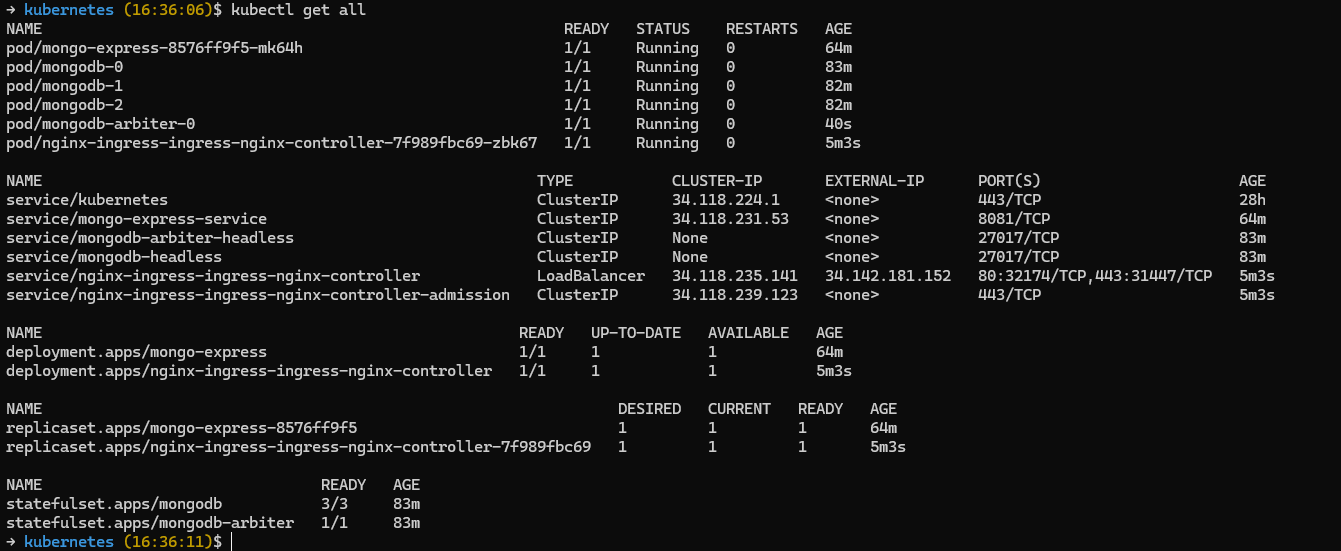 → kubernetes (16:36:06)$ kubectl get all
NAME READY STATUS RESTARTS AGE
pod/mongo-express-8576ff9f5-mk64h 1/1 Running 0 64m
pod/mongodb-0 1/1 Running 0 83m
pod/mongodb-1 1/1 Running 0 82m
pod/mongodb-2 1/1 Running 0 82m
pod/mongodb-arbiter-0 1/1 Running 0 40s
pod/nginx-ingress-ingress-nginx-controller-7f989fbc69-zbk67 1/1 Running 0 5m3s
NAME TYPE CLUSTER-IP EXTERNAL-IP PORT(S) AGE
service/kubernetes ClusterIP 34.118.224.1 <none> 443/TCP 28h
service/mongo-express-service ClusterIP 34.118.231.53 <none> 8081/TCP 64m
service/mongodb-arbiter-headless ClusterIP None <none> 27017/TCP 83m
service/mongodb-headless ClusterIP None <none> 27017/TCP 83m
service/nginx-ingress-ingress-nginx-controller LoadBalancer 34.118.235.141 34.142.181.152 80:32174/TCP,443:31447/TCP 5m3s
service/nginx-ingress-ingress-nginx-controller-admission ClusterIP 34.118.239.123 <none> 443/TCP 5m3s
NAME READY UP-TO-DATE AVAILABLE AGE
deployment.apps/mongo-express 1/1 1 1 64m
deployment.apps/nginx-ingress-ingress-nginx-controller 1/1 1 1 5m3s
NAME DESIRED CURRENT READY AGE
replicaset.apps/mongo-express-8576ff9f5 1 1 1 64m
replicaset.apps/nginx-ingress-ingress-nginx-controller-7f989fbc69 1 1 1 5m3s
NAME READY AGE
statefulset.apps/mongodb 3/3 83m
statefulset.apps/mongodb-arbiter 1/1 83m
→ kubernetes (16:36:11)$